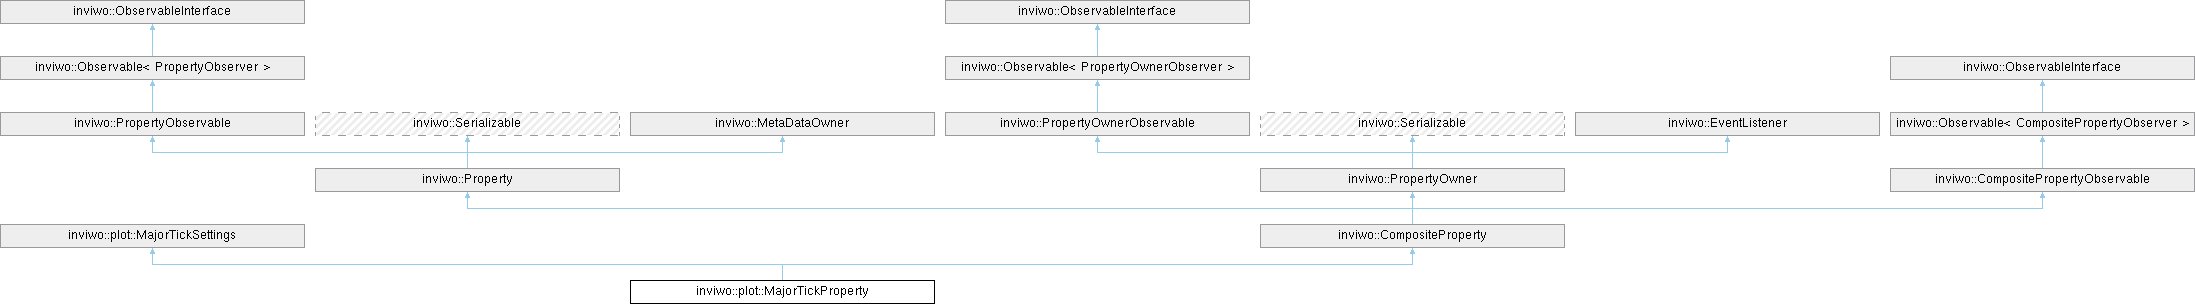 inviwo::ObservableInterface
inviwo::ObservableInterface
inviwo::Observable< PropertyObserver >
inviwo::Observable< PropertyOwnerObserver >
inviwo::ObservableInterface
inviwo::PropertyObservable
inviwo::Serializable
inviwo::MetaDataOwner
inviwo::PropertyOwnerObservable
inviwo::Serializable
inviwo::EventListener
inviwo::Observable< CompositePropertyObserver >
inviwo::Property
inviwo::PropertyOwner
inviwo::CompositePropertyObservable
inviwo::plot::MajorTickSettings
inviwo::CompositeProperty
inviwo::plot::MajorTickProperty